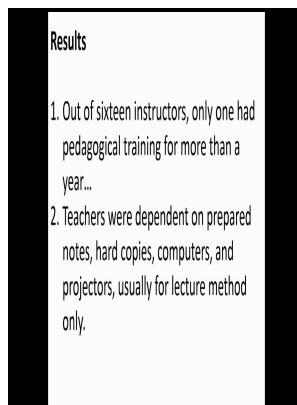 Results
1. Out of sixteen instructors, only one had
pedagogical training for more than a
year...
2. Teachers were dependent on prepared
notes, hard copies, computers, and
projectors, usually for lecture method
only.